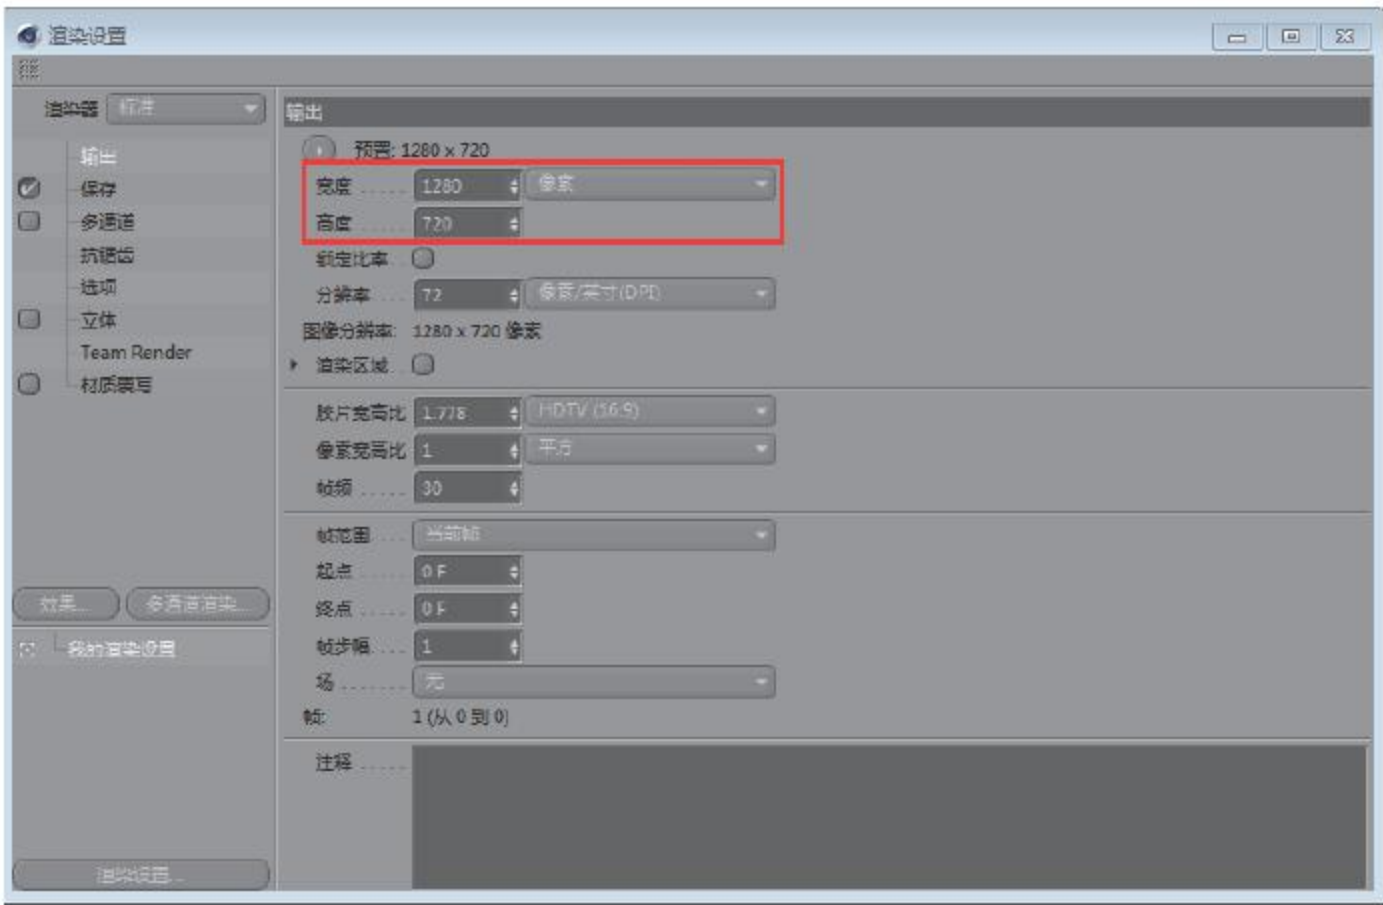 渲染设置
渲染器 标准
输出
保存
多通道
抗锯齿
选项
立体
Team Render
材质覆写
效果... 多通道渲染...
我的渲染设置
渲染设置...
输出
预置: 1280 x 720
宽度 ..... 1280 像素
高度 ..... 720
锁定比率
分辨率 .... 72 像素/英寸(DPI)
图像分辨率: 1280 x 720 像素
渲染区域
胶片宽高比 1.778 HDTV (16:9)
像素宽高比 1 平方
帧频 ..... 30
帧范围 ... 当前帧
起点 ..... 0 F
终点 ..... 0 F
帧步幅 .... 1
场 ....... 无
帧: 1 (从 0 到 0)
注释 .....